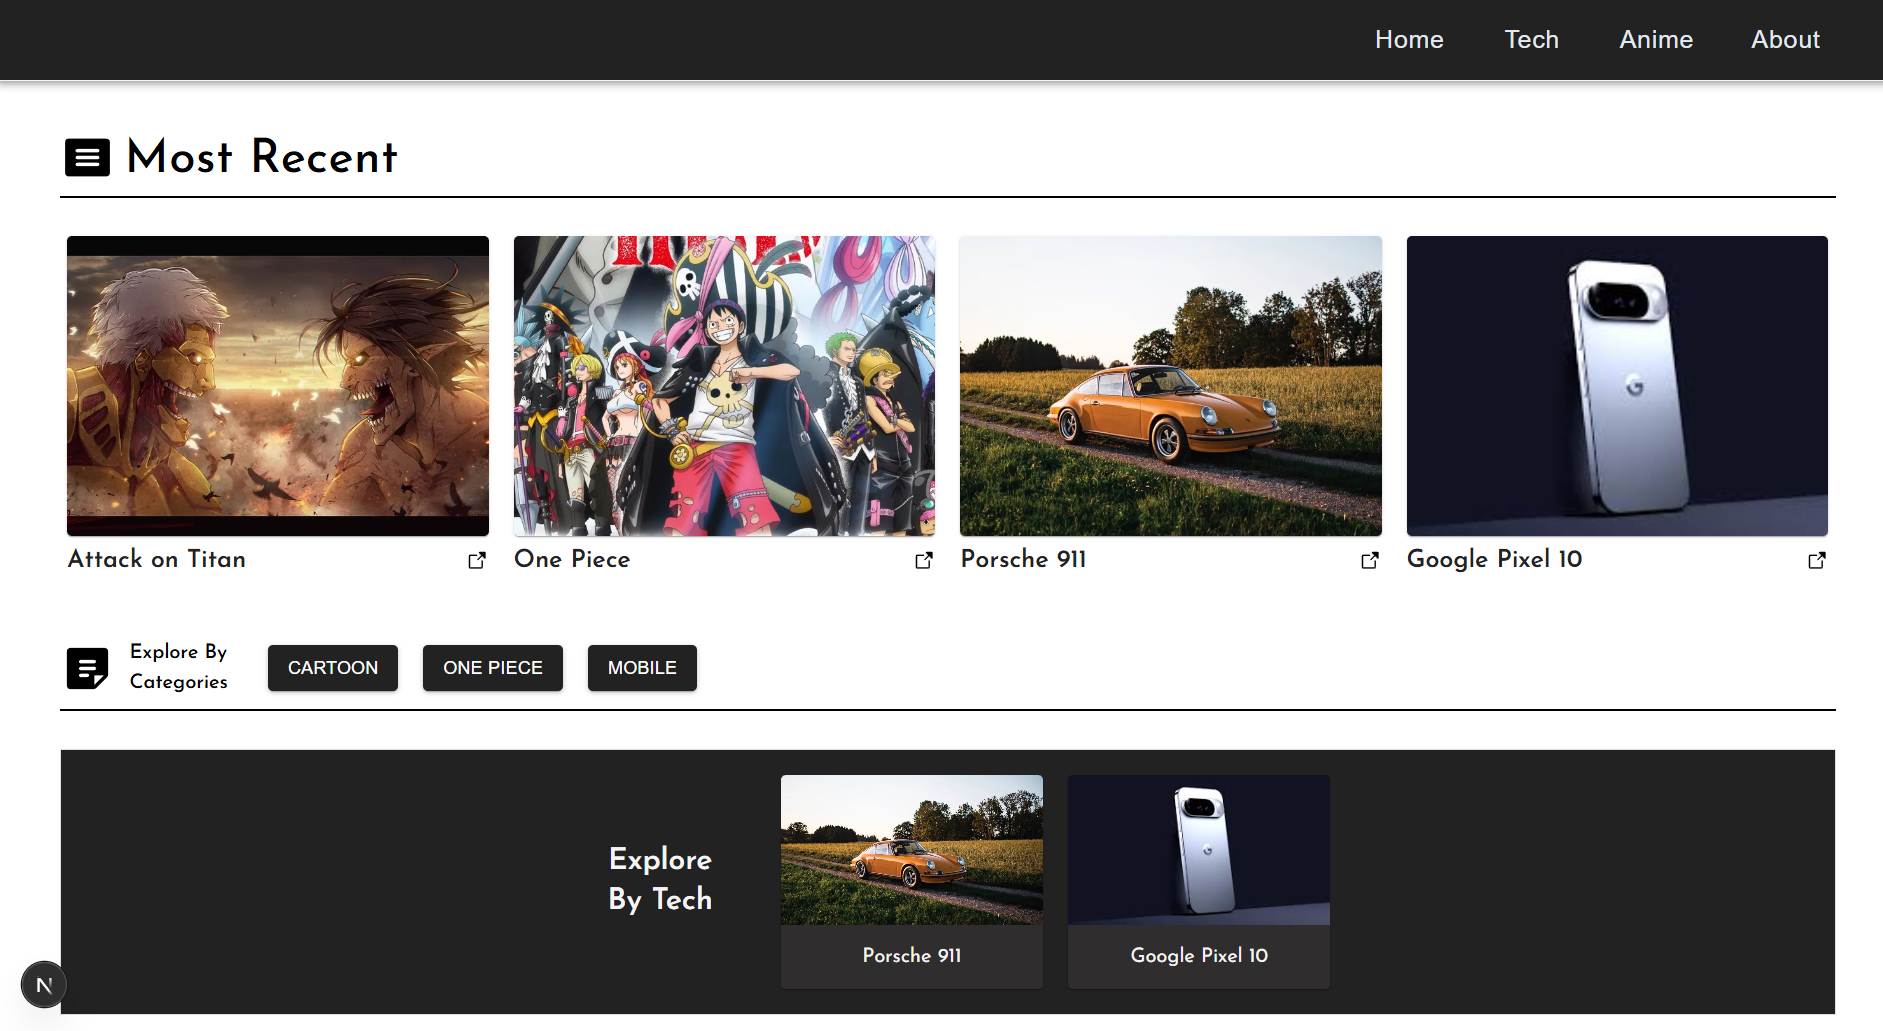 Home Tech Anime About
Most Recent
Attack on Titan One Piece Porsche 911 Google Pixel 10
Explore By
Categories
CARTOON ONE PIECE MOBILE
Explore
By Tech
Porsche 911 Google Pixel 10
N